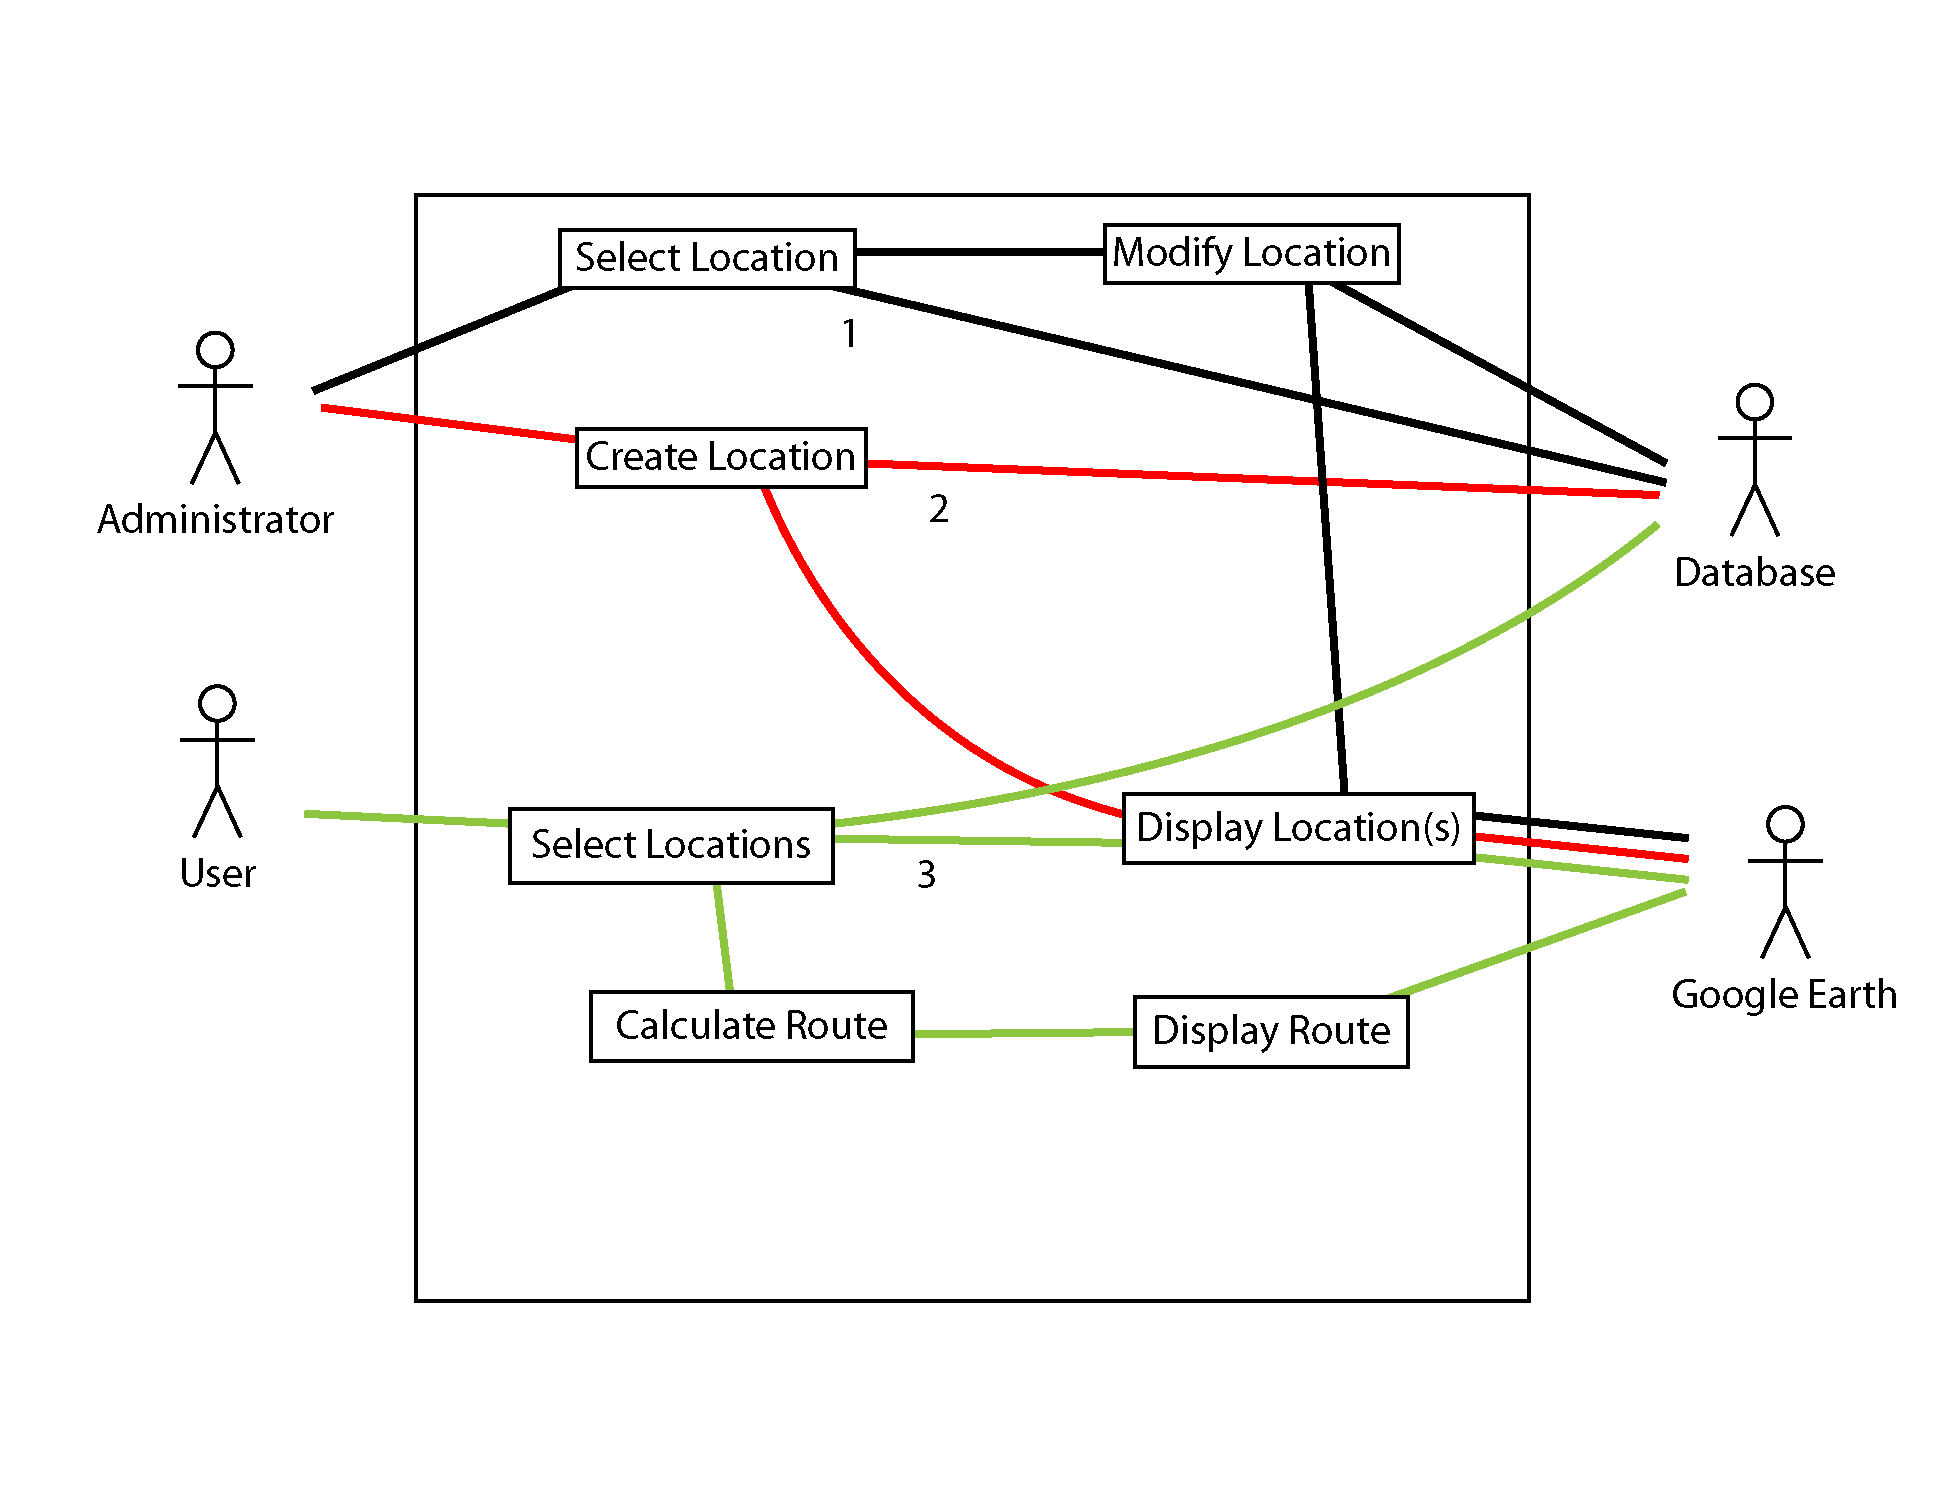 Select Location
Modify Location
1
Create Location
2
Administrator
Database
Select Locations
Display Location(s)
3
User
Google Earth
Calculate Route
Display Route